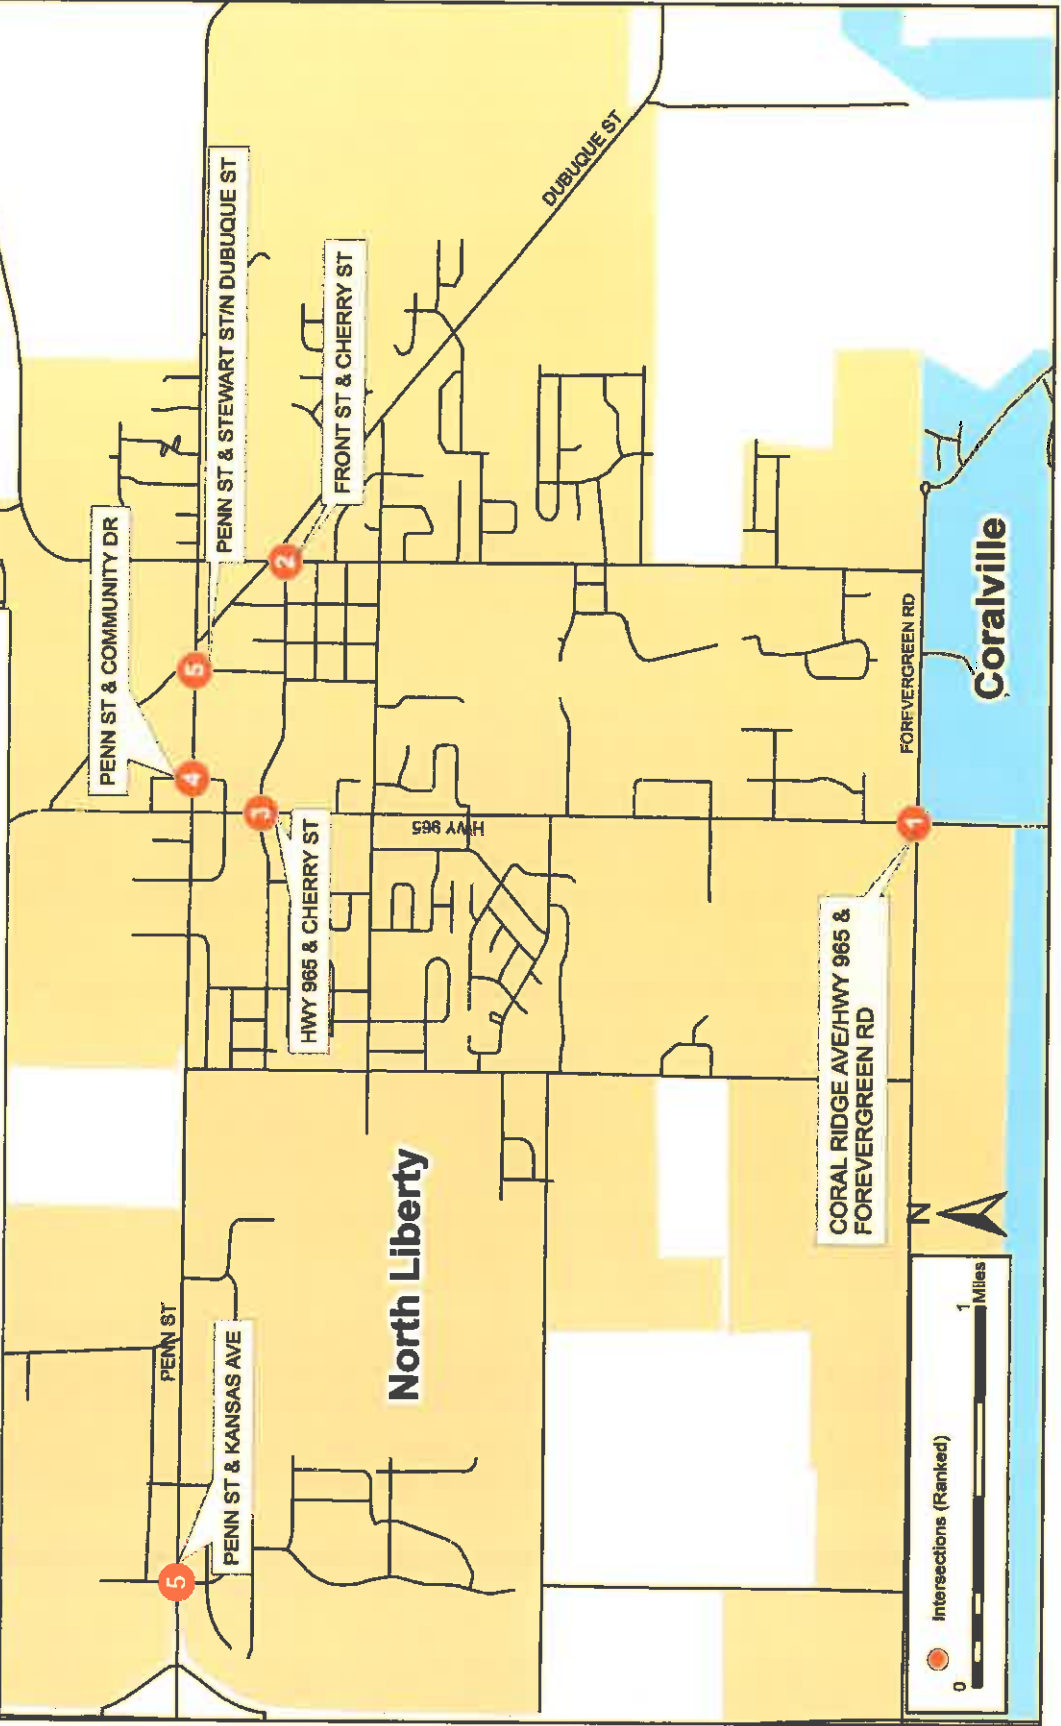 PENN ST & COMMUNITY DR
PENN ST & STEWART ST/N DUBUQUE ST
4
5
PENN ST
5
PENN ST & KANSAS AVE
3
HWY 965 & CHERRY ST
2
FRONT ST & CHERRY ST
DUBUQUE ST
HWY 965
North Liberty
CORAL RIDGE AVE/HWY 965 &
FOREVERGREEN RD
1
FOREVERGREEN RD
Coralville
N
Intersections (Ranked)
0
1
Miles